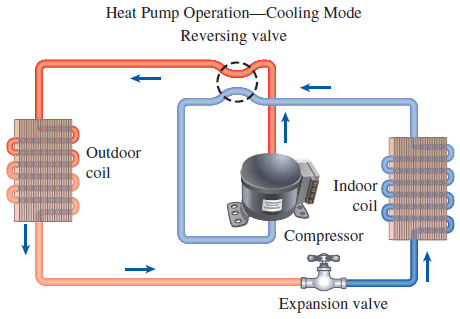 Heat Pump Operation—Cooling Mode
Reversing valve
Outdoor
coil
Indoor
coil
Compressor
Expansion valve